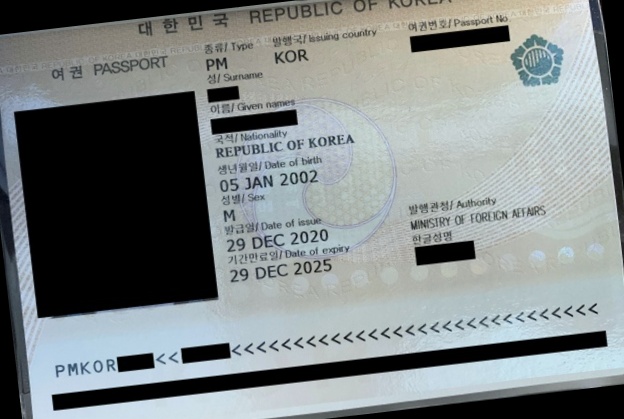 대한민국 REPUBLIC OF KOREA
여권 PASSPORT
종류/ Type 발행국/ Issuing country 여권번호/ Passport No
PM KOR
성/ Surname
이름/ Given names
국적/ Nationality
REPUBLIC OF KOREA
생년월일/ Date of birth
05 JAN 2002
성별/ Sex
M
발급일/ Date of issue
29 DEC 2020
기간만료일/ Date of expiry
29 DEC 2025
발행관청/ Authority
MINISTRY OF FOREIGN AFFAIRS
한글성명
PMKOR << <<<<<<<<<<<<<<<<<<<<<<<<<<<<<